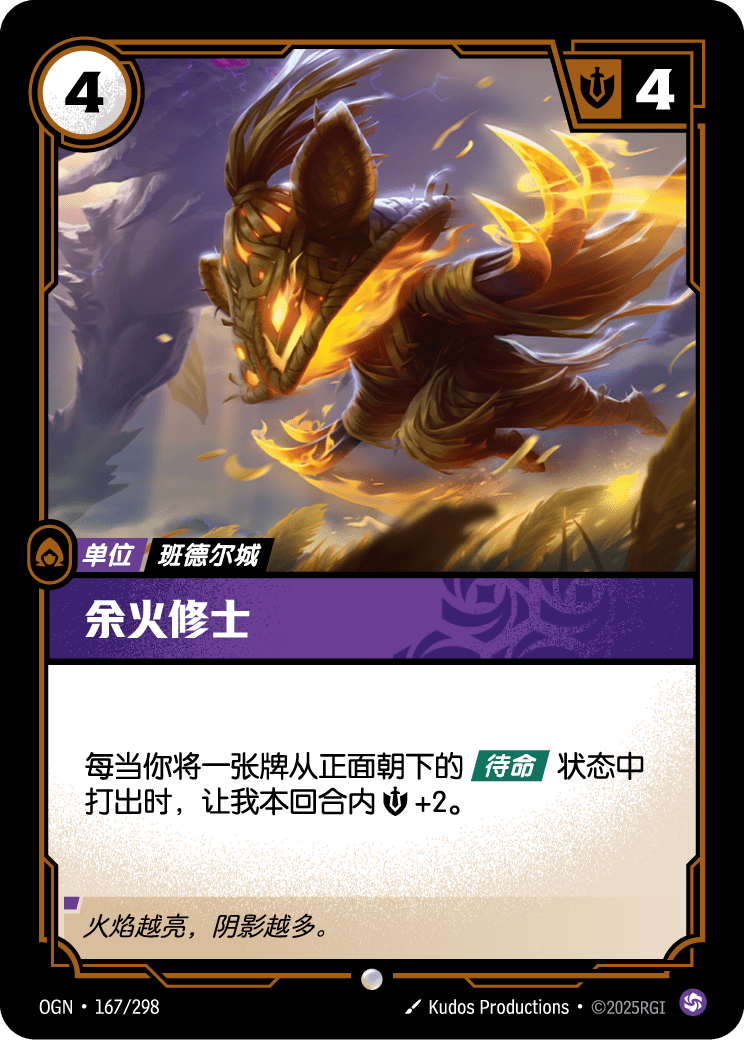 4
4
单位
班德尔城
余火修士
每当你将一张牌从正面朝下的 待命 状态中
打出时，让我本回合内 +2。
火焰越亮，阴影越多。
OGN • 167/298
Kudos Productions • ©2025RGI